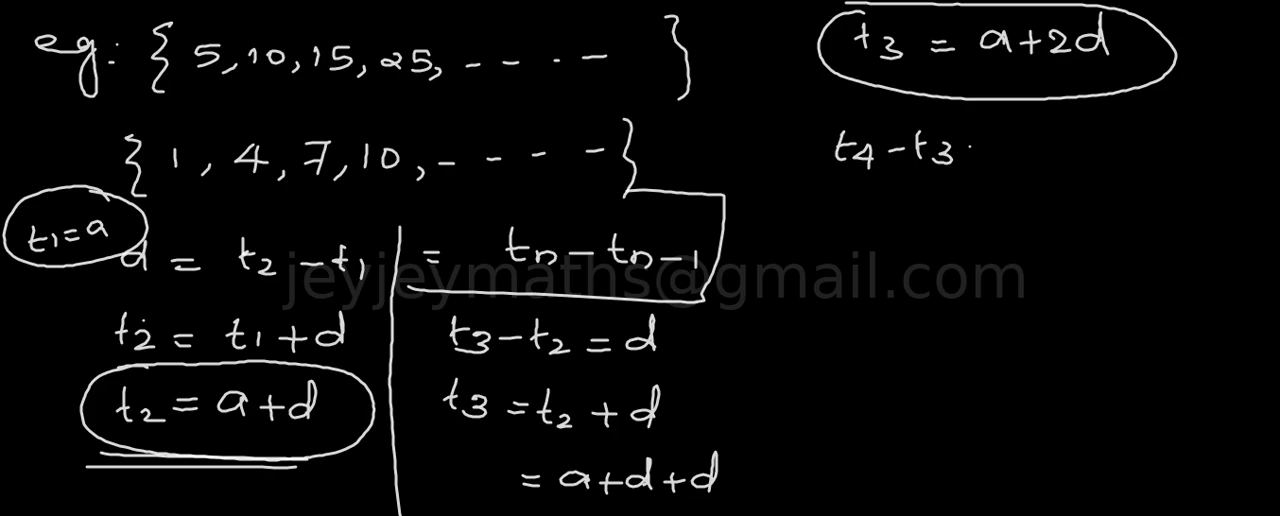 eg: { 5, 10, 15, 25, - - - - }
{ 1, 4, 7, 10, - - - - }
t1 = a
d = t2 - t1 = tn - tn-1
t2 = t1 + d
t2 = a + d
t3 - t2 = d
t3 = t2 + d
= a + d + d
t3 = a + 2d
t4 - t3
jeyjeymaths@gmail.com